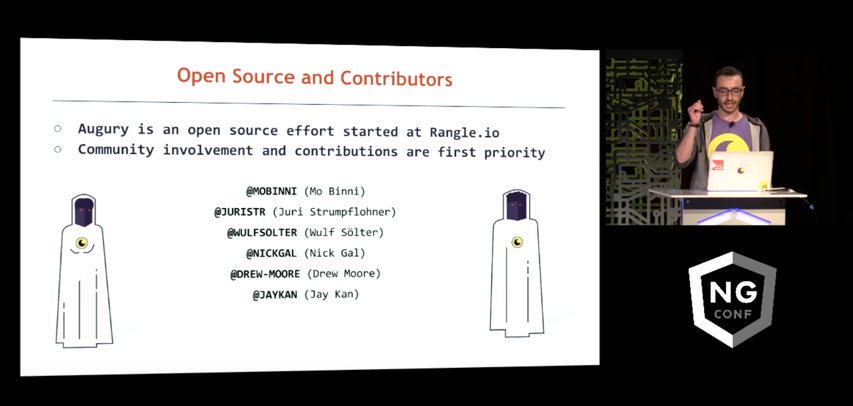 Open Source and Contributors
○ Augury is an open source effort started at Rangle.io
○ Community involvement and contributions are first priority
@MOBINNI (Mo Binni)
@JURISTR (Juri Strumpflohner)
@WULFSOLTER (Wulf Sölter)
@NICKGAL (Nick Gal)
@DREW-MOORE (Drew Moore)
@JAYKAN (Jay Kan)
NG
CONF